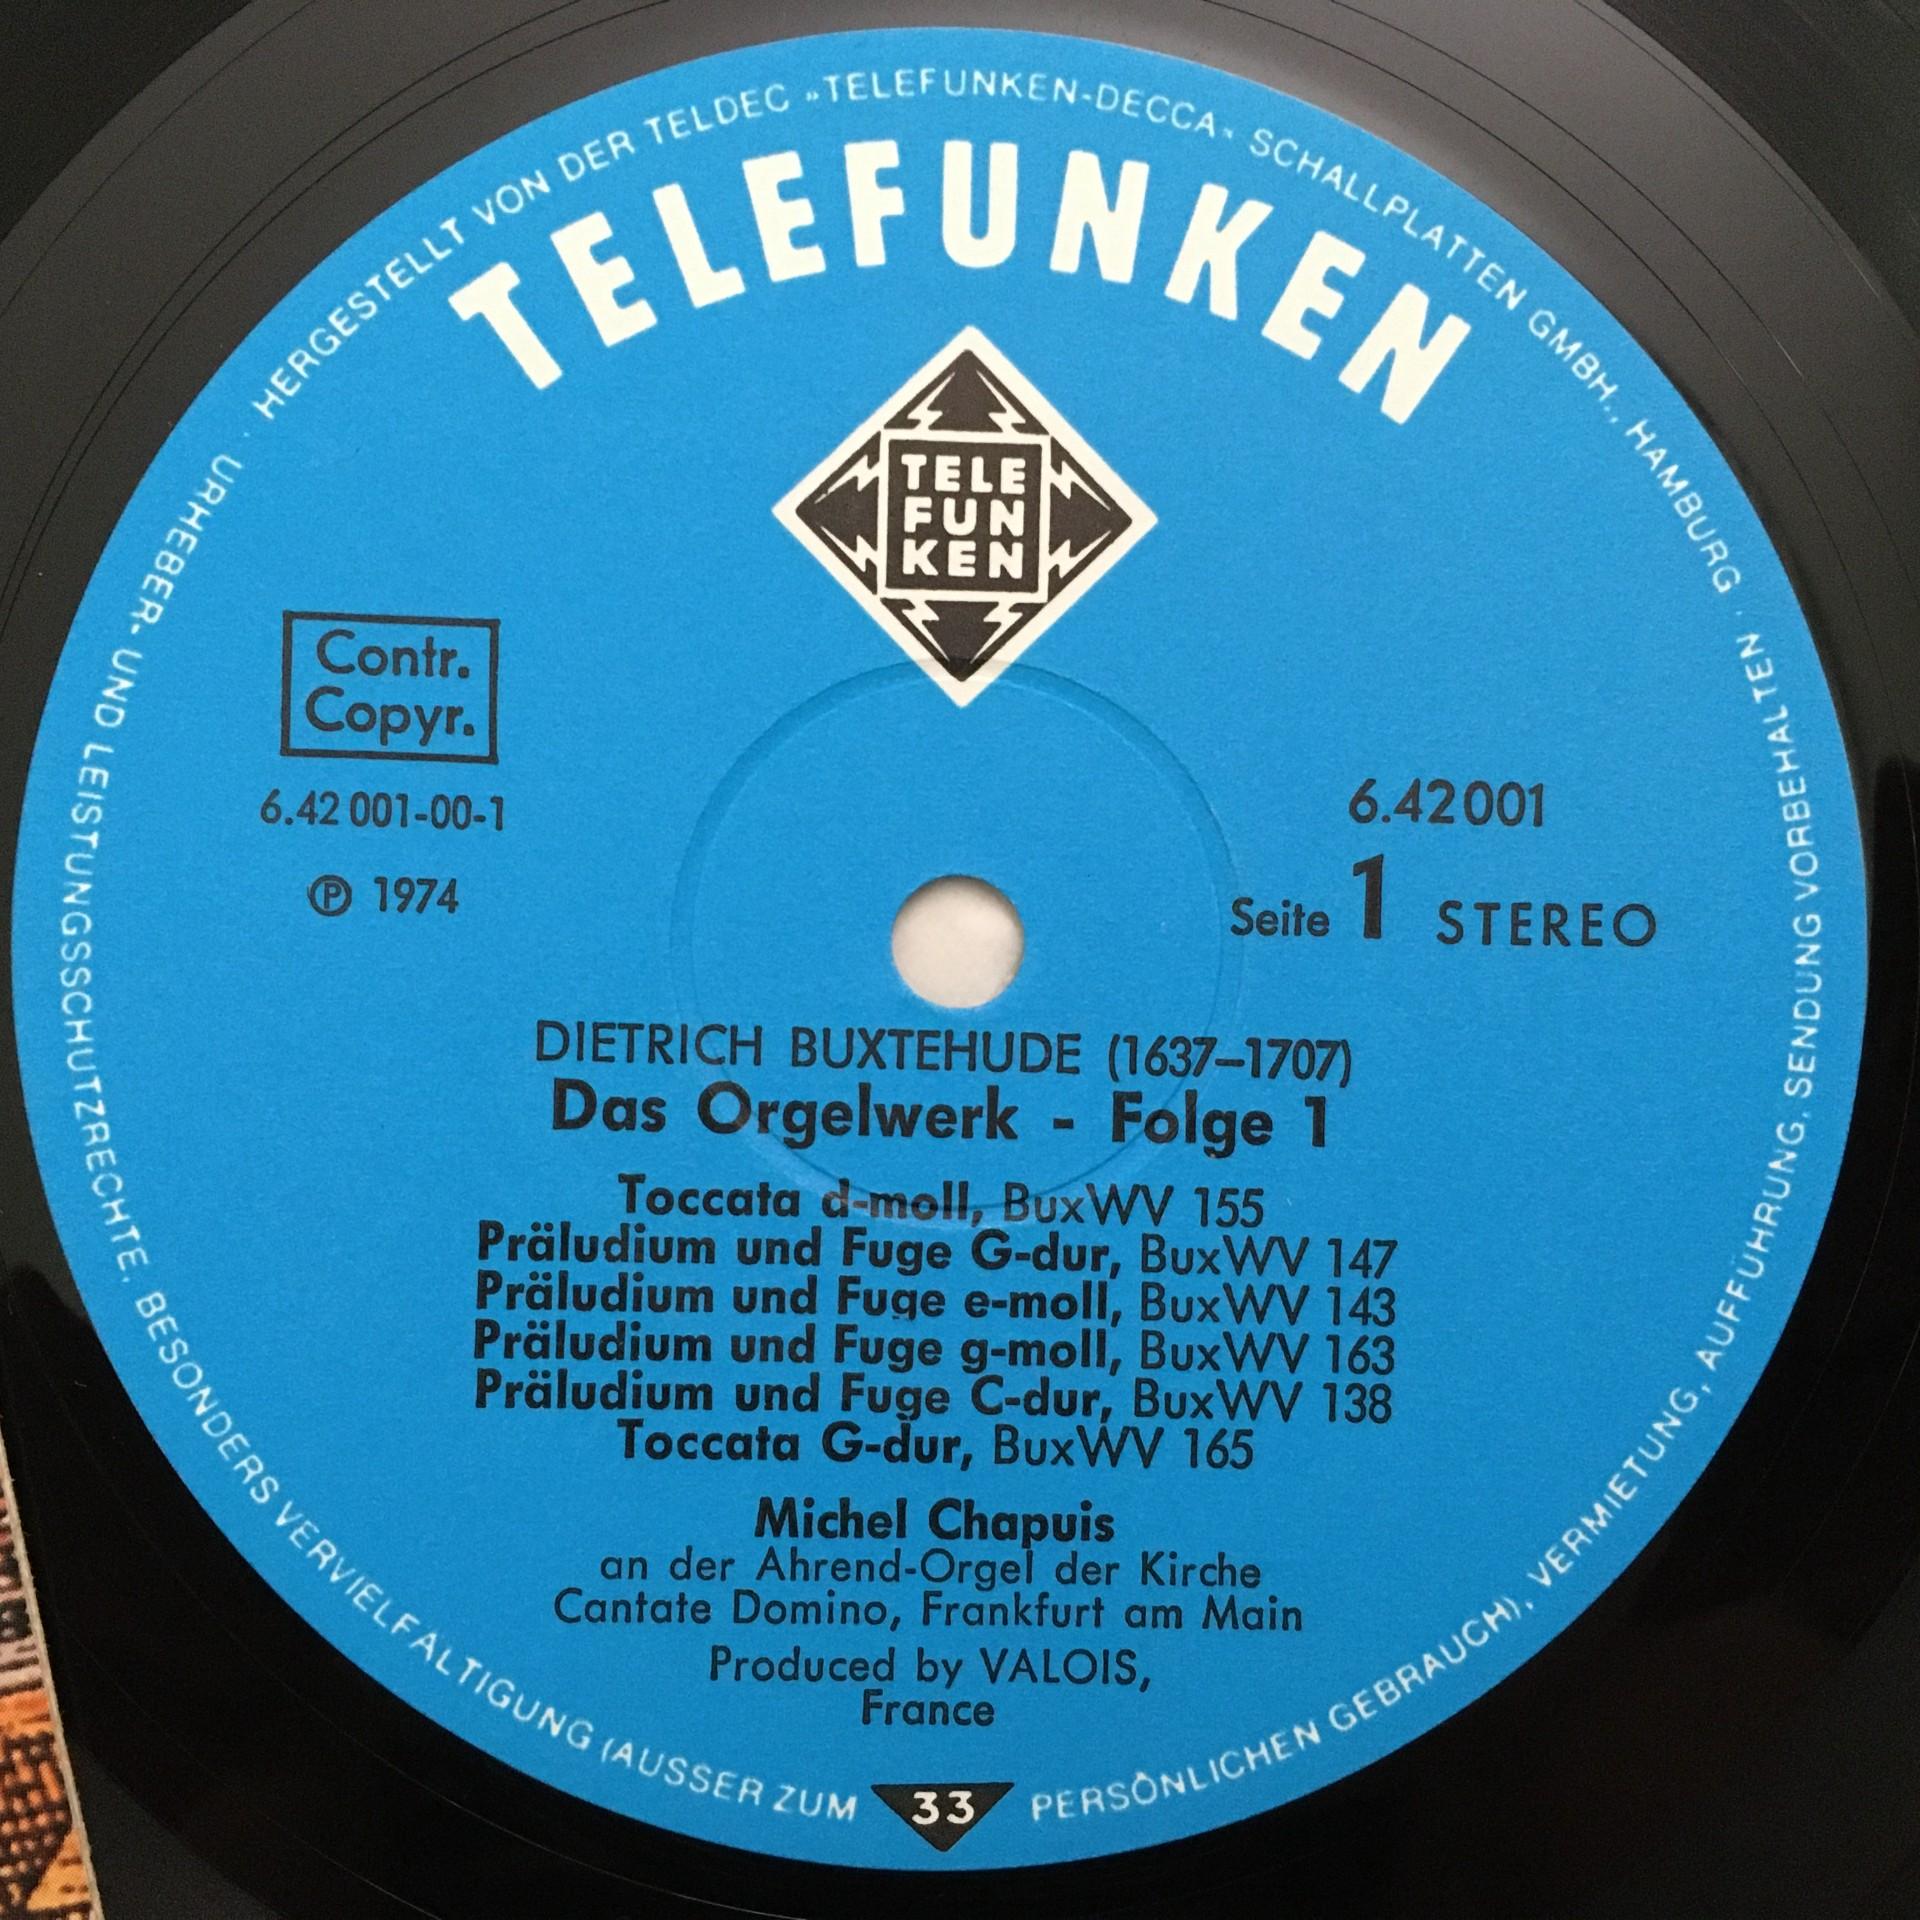 HERGESTELLT VON DER TELDEC »TELEFUNKEN-DECCA« SCHALLPLATTEN GMBH., HAMBURG · URHEBER- UND LEISTUNGSSCHUTZRECHTE, BESONDERS VERVIELFÄLTIGUNG (AUSSER ZUM PERSÖNLICHEN GEBRAUCH), VERMIETUNG, AUFFÜHRUNG, SENDUNG VORBEHALTEN ·
TELEFUNKEN
TELE
FUN
KEN
Contr.
Copyr.
6.42 001-00-1
℗ 1974
6.42001
Seite 1 STEREO
DIETRICH BUXTEHUDE (1637–1707)
Das Orgelwerk - Folge 1
Toccata d-moll, BuxWV 155
Präludium und Fuge G-dur, BuxWV 147
Präludium und Fuge e-moll, BuxWV 143
Präludium und Fuge g-moll, BuxWV 163
Präludium und Fuge C-dur, BuxWV 138
Toccata G-dur, BuxWV 165
Michel Chapuis
an der Ahrend-Orgel der Kirche
Cantate Domino, Frankfurt am Main
Produced by VALOIS,
France
33